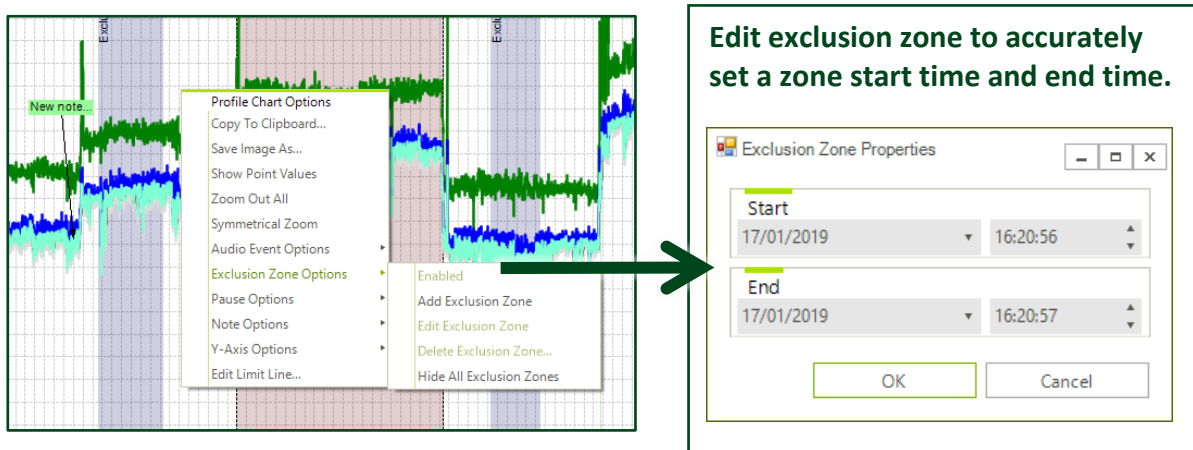 Exclu
Exclu
New note...
Profile Chart Options
Copy To Clipboard...
Save Image As...
Show Point Values
Zoom Out All
Symmetrical Zoom
Audio Event Options
Exclusion Zone Options
Pause Options
Note Options
Y-Axis Options
Edit Limit Line...
Enabled
Add Exclusion Zone
Edit Exclusion Zone
Delete Exclusion Zone...
Hide All Exclusion Zones
Edit exclusion zone to accurately
set a zone start time and end time.
Exclusion Zone Properties
Start
17/01/2019 16:20:56
End
17/01/2019 16:20:57
OK Cancel